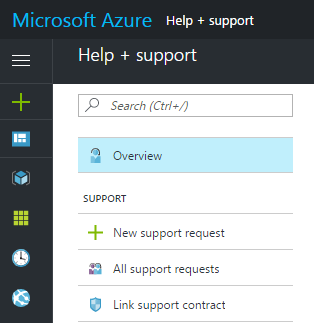 Microsoft Azure Help + support
Help + support
Search (Ctrl+/)
Overview
SUPPORT
New support request
All support requests
Link support contract